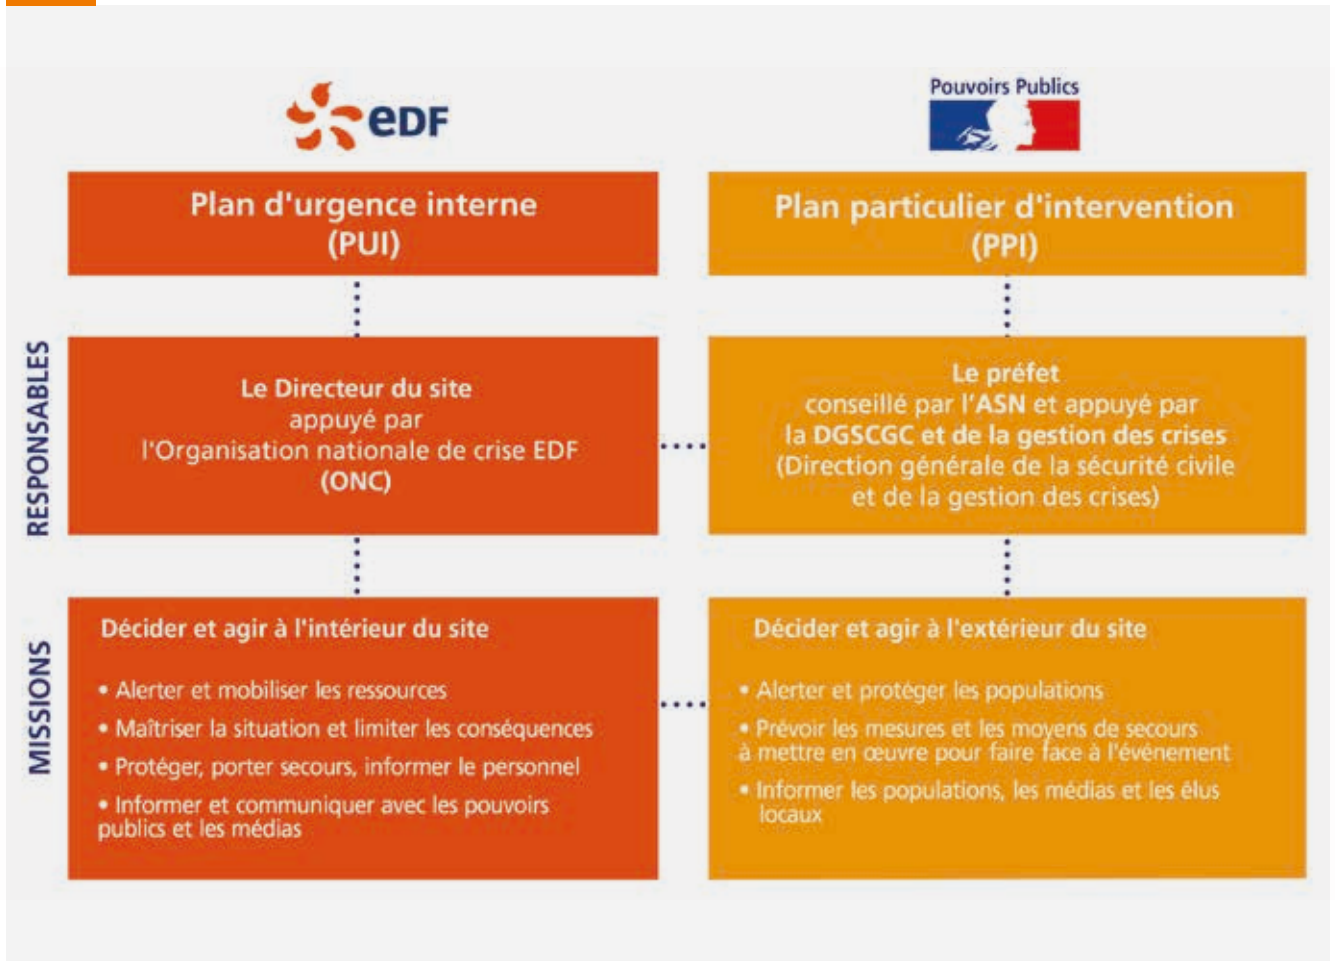 eDF
Plan d'urgence interne
(PUI)
Pouvoirs Publics
Plan particulier d'intervention
(PPI)
RESPONSABLES
Le Directeur du site
appuyé par
l'Organisation nationale de crise EDF
(ONC)
Le préfet
conseillé par l'ASN et appuyé par
la DGSCGC et de la gestion des crises
(Direction générale de la sécurité civile
et de la gestion des crises)
MISSIONS
Décider et agir à l'intérieur du site
• Alerter et mobiliser les ressources
• Maîtriser la situation et limiter les conséquences
• Protéger, porter secours, informer le personnel
• Informer et communiquer avec les pouvoirs
publics et les médias
Décider et agir à l'extérieur du site
• Alerter et protéger les populations
• Prévoir les mesures et les moyens de secours
à mettre en œuvre pour faire face à l'événement
• Informer les populations, les médias et les élus
locaux